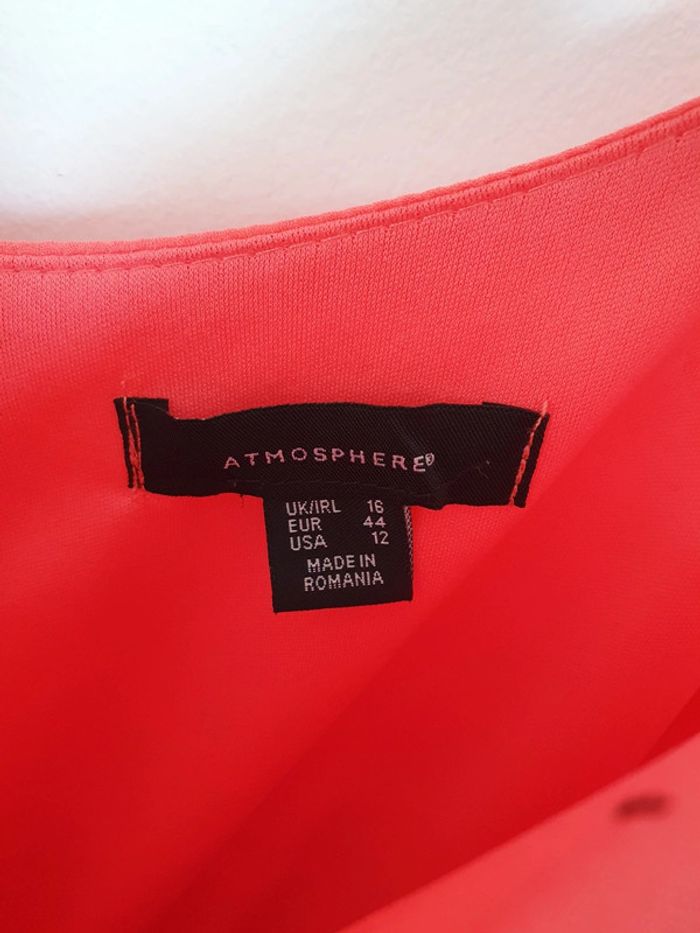 ATMOSPHERE®
UK/IRL 16
EUR 44
USA 12
MADE IN
ROMANIA